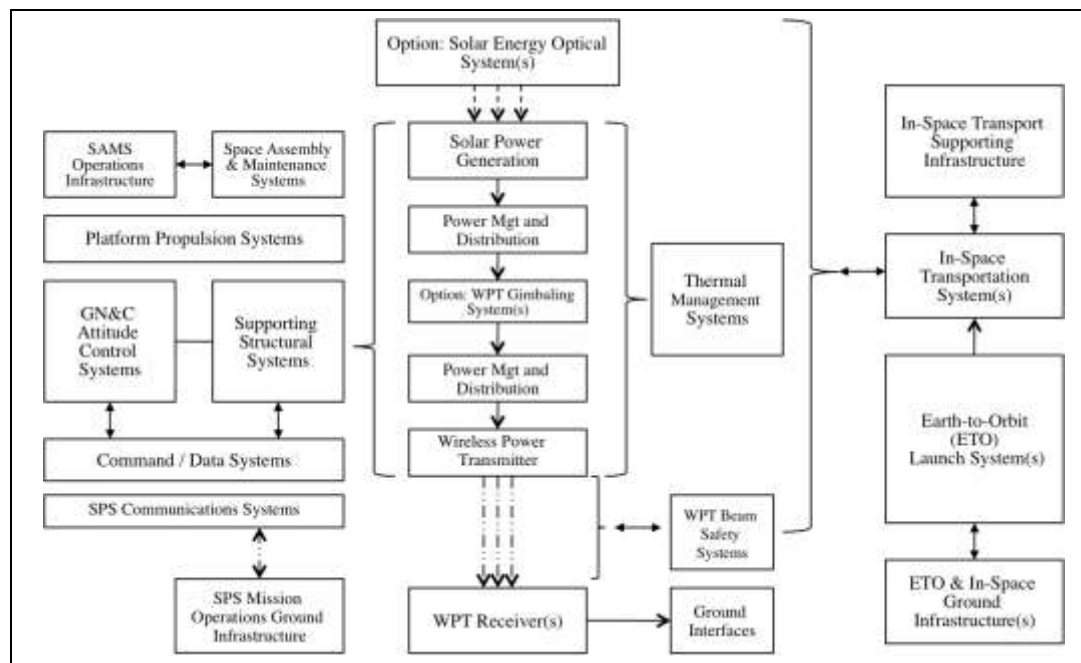 Option: Solar Energy Optical
System(s)
SAMS
Operations
Infrastructure
Space Assembly
& Maintenance
Systems
Platform Propulsion Systems
GN&C
Attitude
Control
Systems
Supporting
Structural
Systems
Command / Data Systems
SPS Communications Systems
SPS Mission
Operations Ground
Infrastructure
Solar Power
Generation
Power Mgt and
Distribution
Option: WPT Gimbaling
System(s)
Power Mgt and
Distribution
Wireless Power
Transmitter
WPT Receiver(s)
Thermal
Management
Systems
WPT Beam
Safety
Systems
Ground
Interfaces
In-Space Transport
Supporting
Infrastructure
In-Space
Transportation
System(s)
Earth-to-Orbit
(ETO)
Launch System(s)
ETO & In-Space
Ground
Infrastructure(s)